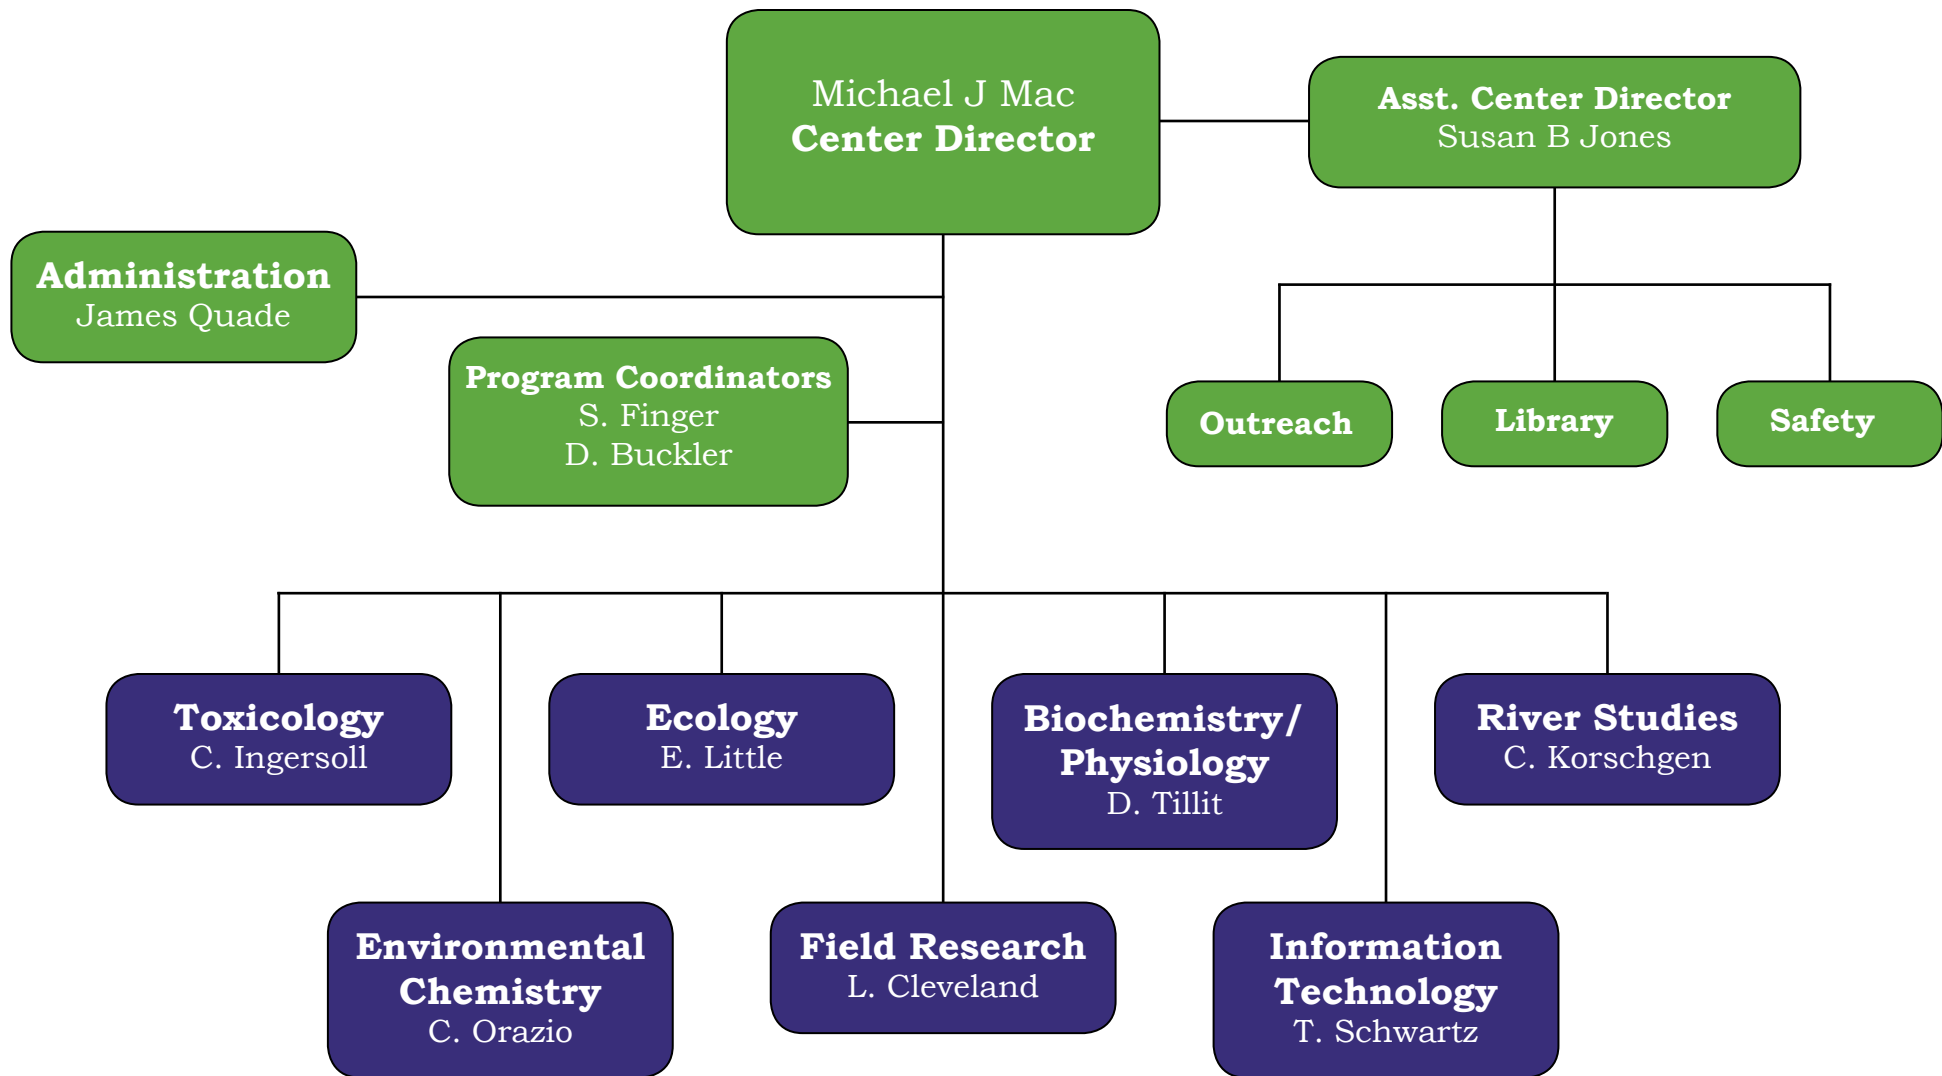 Michael J Mac
Center Director
Asst. Center Director
Susan B Jones
Administration
James Quade
Program Coordinators
S. Finger
D. Buckler
Outreach
Library
Safety
Toxicology
C. Ingersoll
Ecology
E. Little
Biochemistry/
Physiology
D. Tillit
River Studies
C. Korschgen
Environmental
Chemistry
C. Orazio
Field Research
L. Cleveland
Information
Technology
T. Schwartz